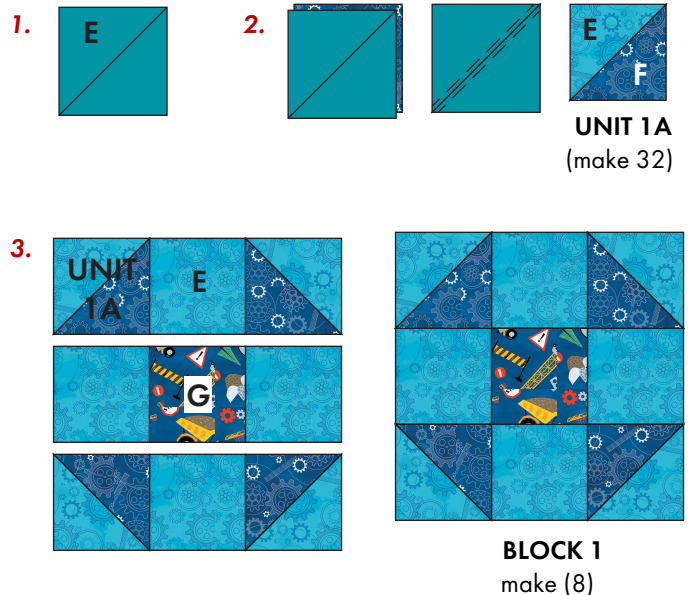 1.
E
2.
E
F
UNIT 1A
(make 32)
3.
UNIT
1A
E
G
BLOCK 1
make (8)